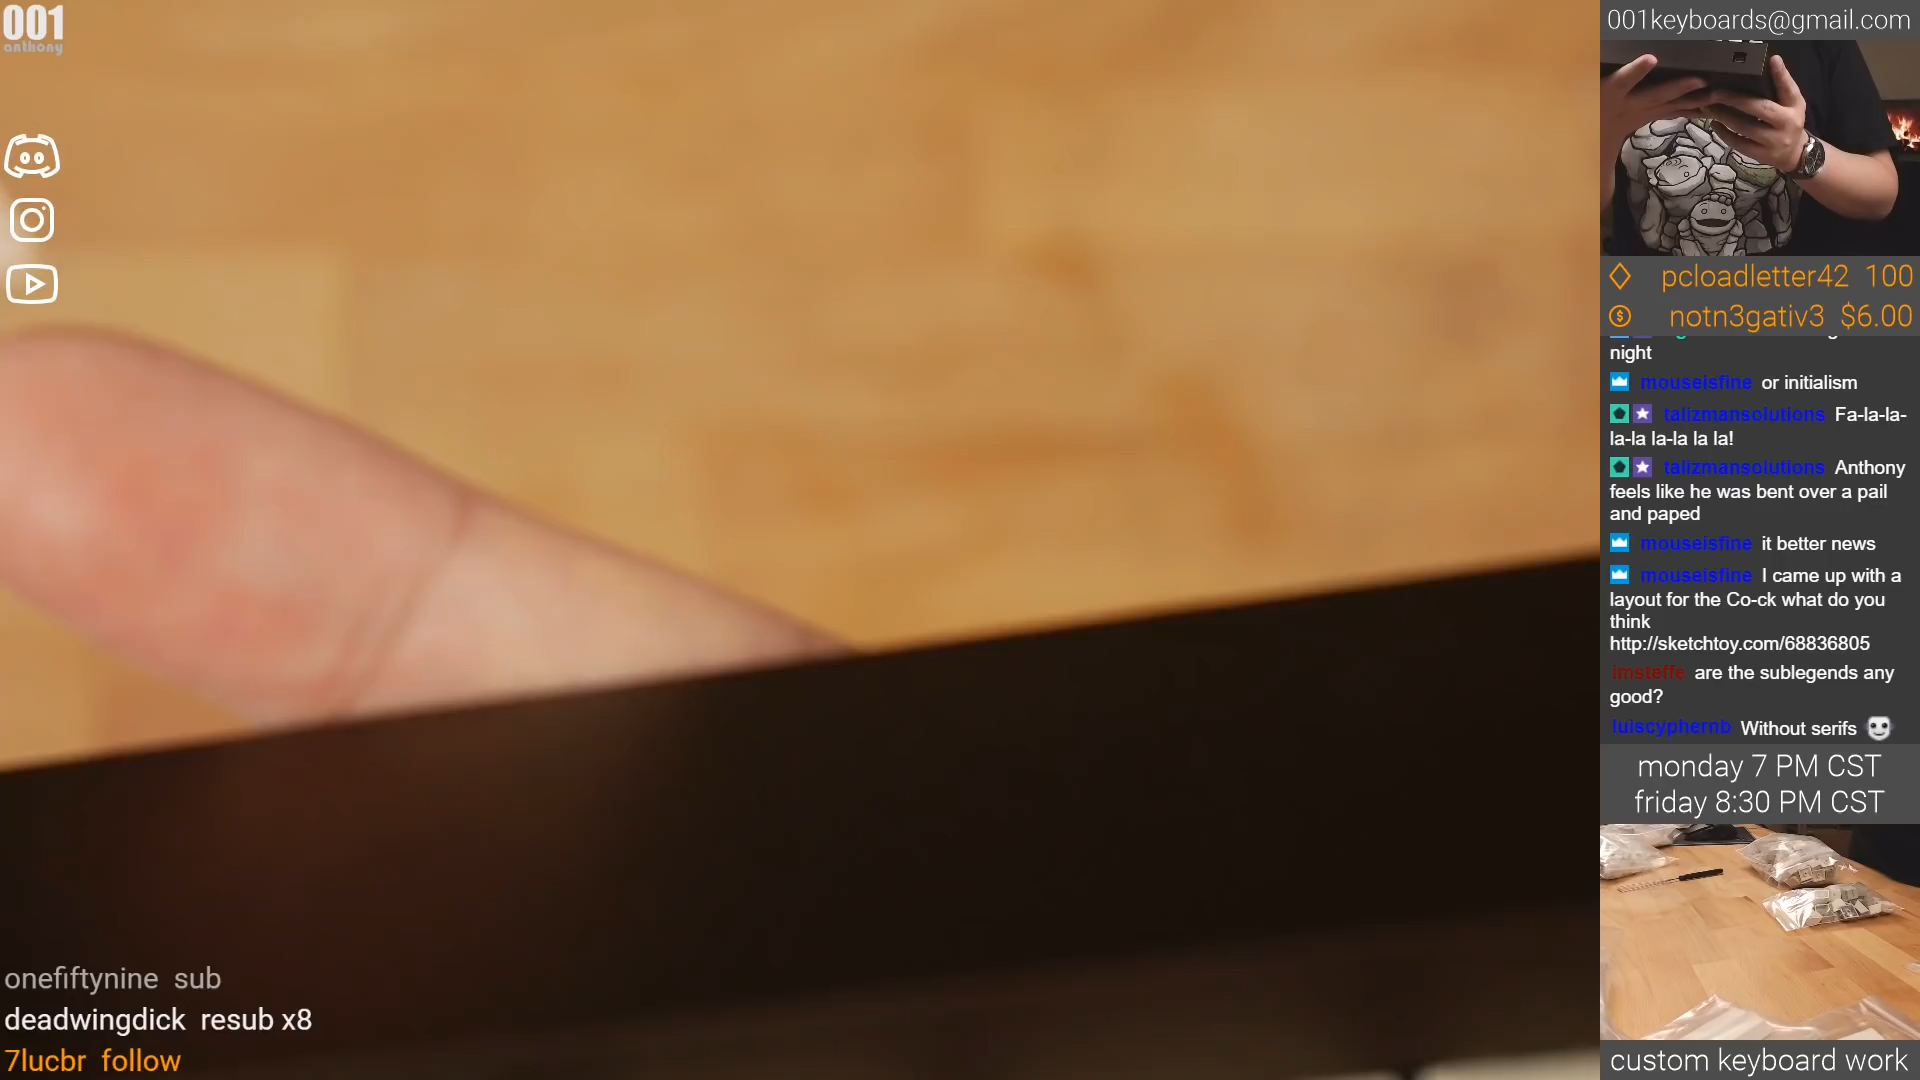 001
anthony
001keyboards@gmail.com
pcloadletter42 100
notn3gativ3 $6.00
night
mouseisfine or initialism
talizmansolutions Fa-la-la-
la-la la-la la la!
talizmansolutions Anthony
feels like he was bent over a pail
and paped
mouseisfine it better news
mouseisfine I came up with a
layout for the Co-ck what do you
think
http://sketchtoy.com/68836805
imsteffe are the sublegends any
good?
luiscyphernb Without serifs
monday 7 PM CST
friday 8:30 PM CST
onefiftynine sub
deadwingdick resub x8
7lucbr follow
custom keyboard work